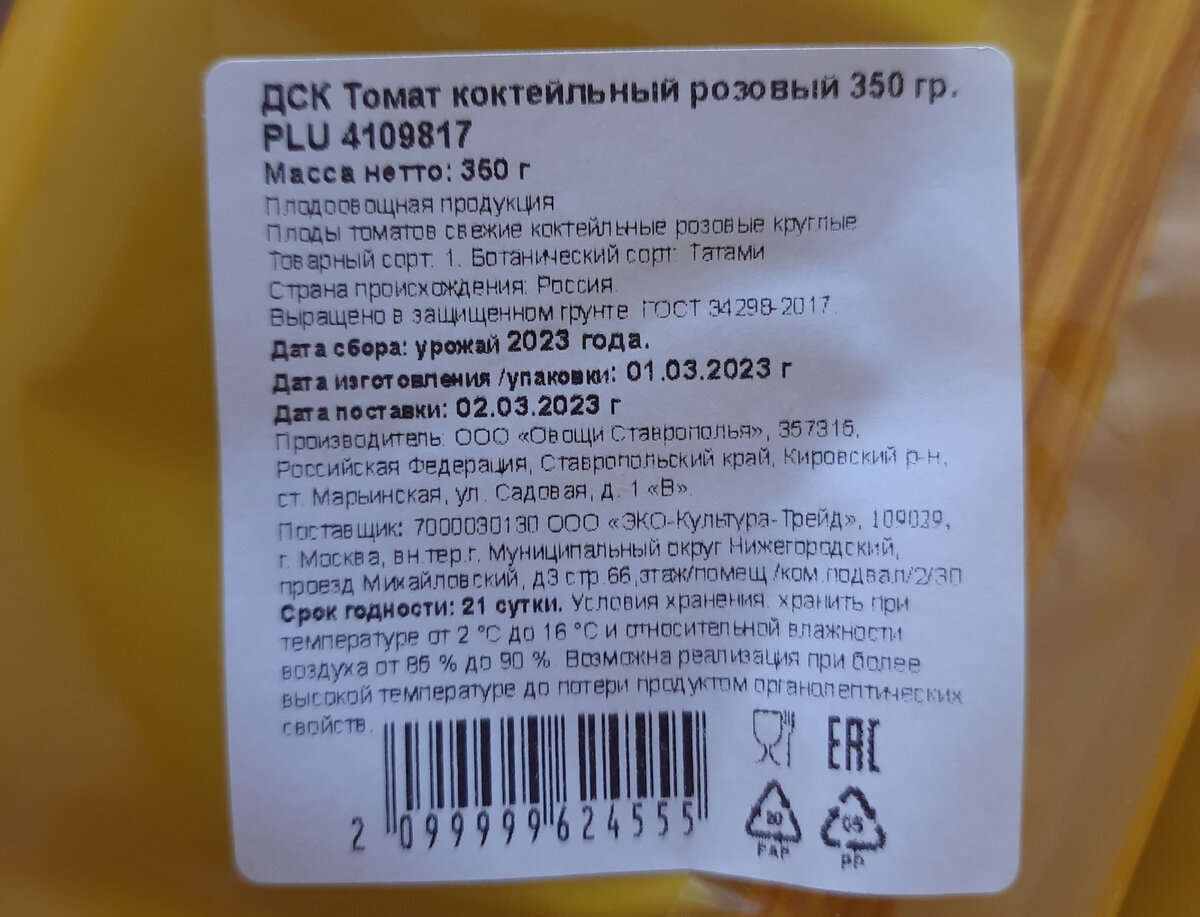 ДСК Томат коктейльный розовый 350 гр.
PLU 4109817
Масса нетто: 350 г
Плодоовощная продукция
Плоды томатов свежие коктейльные розовые круглые
Товарный сорт: 1. Ботанический сорт: Татами
Страна происхождения: Россия.
Выращено в защищенном грунте. ГОСТ 34298-2017.
Дата сбора: урожай 2023 года.
Дата изготовления /упаковки: 01.03.2023 г
Дата поставки: 02.03.2023 г
Производитель: ООО «Овощи Ставрополья», 357315,
Российская Федерация, Ставропольский край, Кировский р-н,
ст. Марьинская, ул. Садовая, д. 1 «В».
Поставщик: 7000030130 ООО «ЭКО-Культура-Трейд», 109029,
г. Москва, вн.тер.г. Муниципальный округ Нижегородский,
проезд Михайловский, д3 стр.66,этаж/помещ./ком.подвал/2/30
Срок годности: 21 сутки. Условия хранения: хранить при
температуре от 2 °С до 16 °С и относительной влажности
воздуха от 85 % до 90 %. Возможна реализация при более
высокой температуре до потери продуктом органолептических
свойств.
EAC
2 099999 624555
20 05
PAP PP